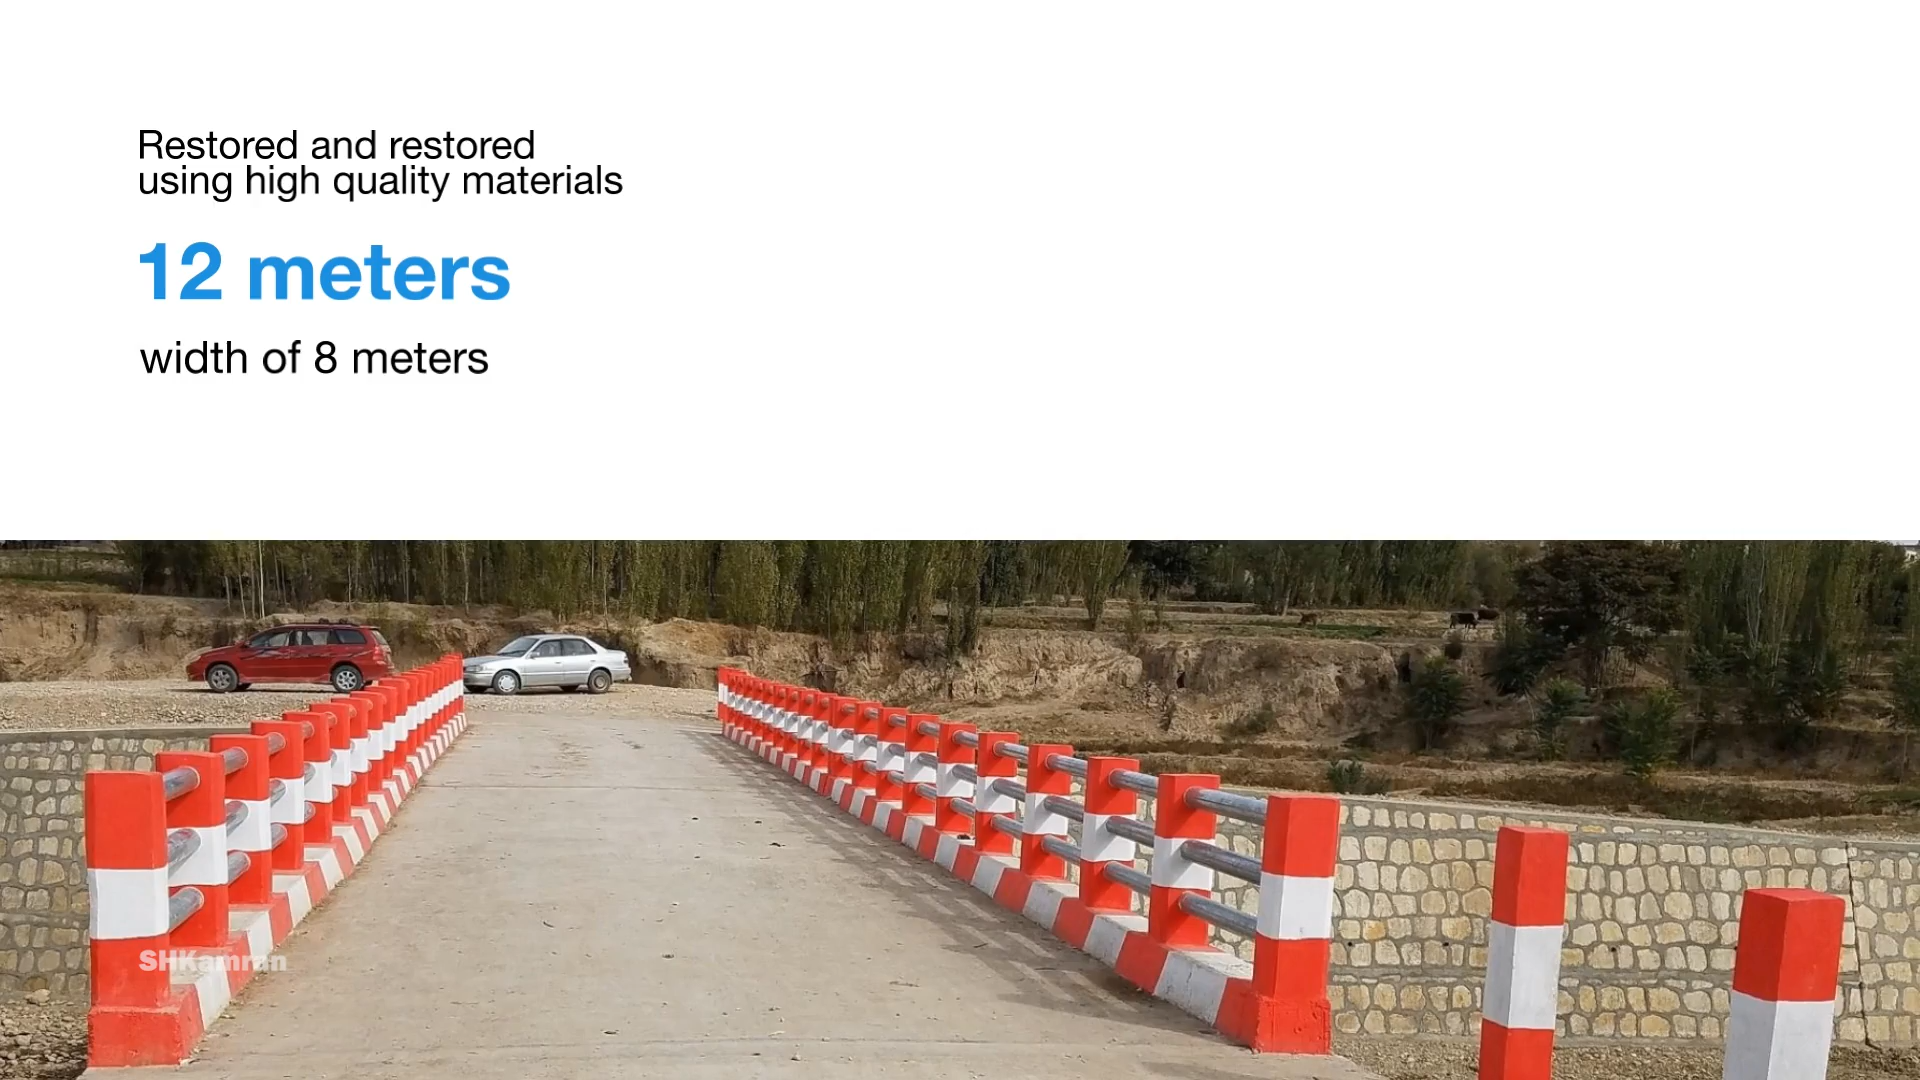 Restored and restored
using high quality materials
12 meters
width of 8 meters
SHKamran